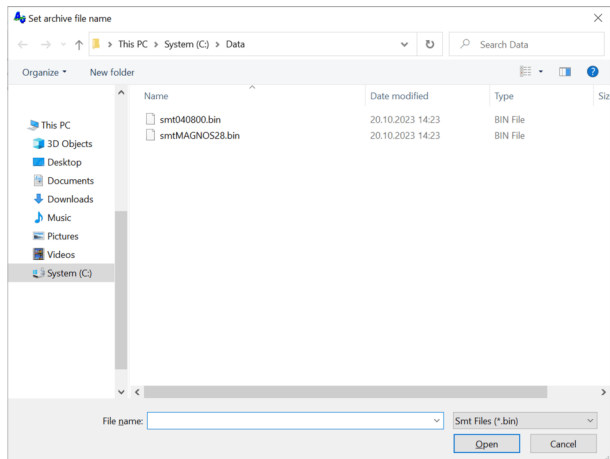 Set archive file name
This PC > System (C:) > Data
Search Data
Organize
New folder
Name
Date modified
Type
Siz
This PC
3D Objects
Desktop
Documents
Downloads
Music
Pictures
Videos
System (C:)
smt040800.bin 20.10.2023 14:23 BIN File
smtMAGNOS28.bin 20.10.2023 14:23 BIN File
File name:
Smt Files (*.bin)
Open
Cancel